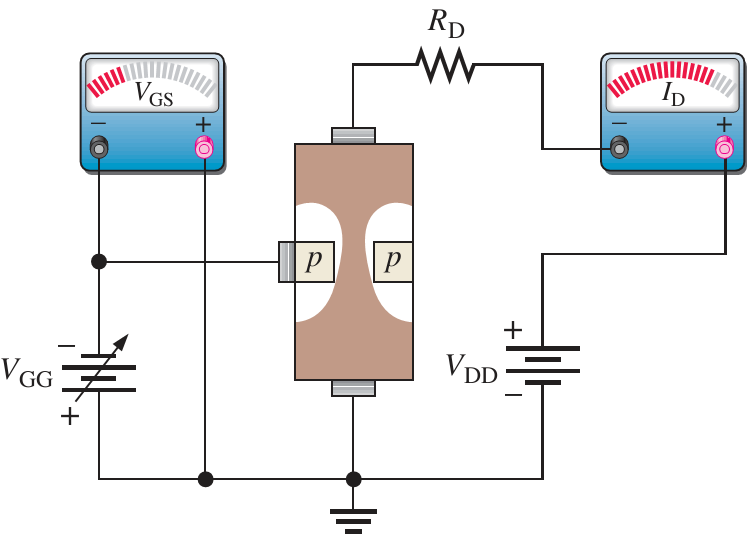 R_D
V_GS
− +
I_D
− +
p
p
−
V_GG
+
+
V_DD
−